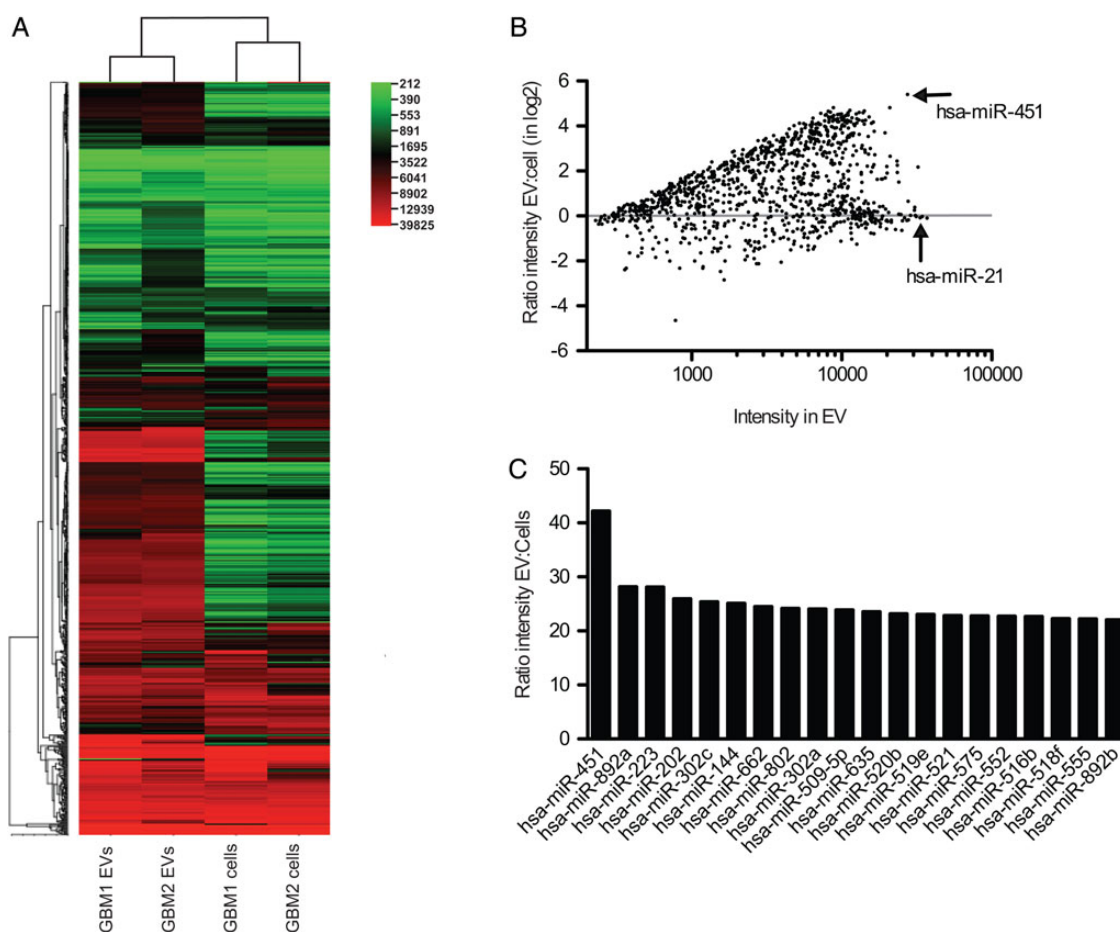 A
212
390
553
891
1695
3522
6041
8902
12939
39825
GBM1 EVs
GBM2 EVs
GBM1 cells
GBM2 cells
B
Ratio intensity EV:cell (in log2)
6
4
2
0
-2
-4
-6
hsa-miR-451
hsa-miR-21
1000
10000
100000
Intensity in EV
C
Ratio intensity EV:Cells
50
40
30
20
10
0
hsa-miR-451
hsa-miR-892a
hsa-miR-223
hsa-miR-202
hsa-miR-302c
hsa-miR-144
hsa-miR-662
hsa-miR-802
hsa-miR-302a
hsa-miR-509-5p
hsa-miR-635
hsa-miR-520b
hsa-miR-519e
hsa-miR-521
hsa-miR-575
hsa-miR-552
hsa-miR-516b
hsa-miR-518f
hsa-miR-555
hsa-miR-892b